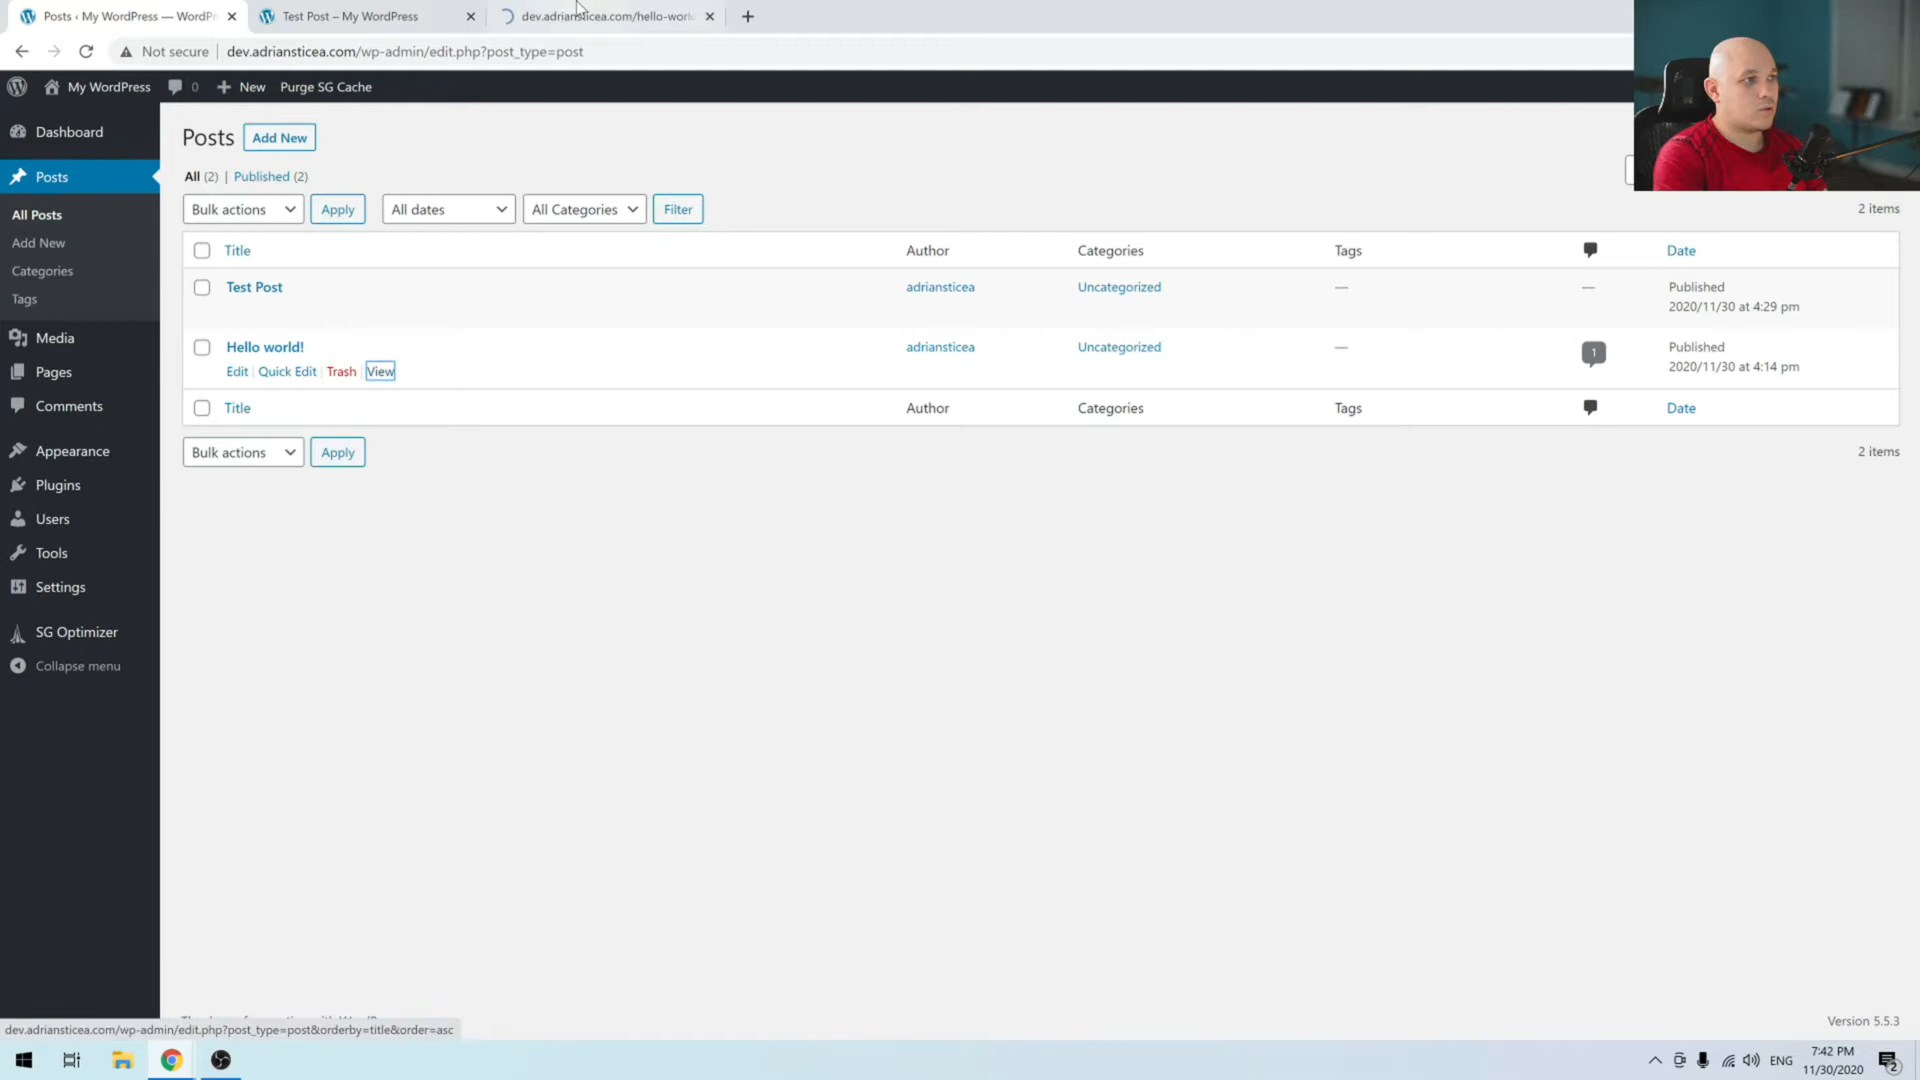 Posts ‹ My WordPress — WordPr
Test Post – My WordPress
dev.adriansticea.com/hello-world
Not secure
dev.adriansticea.com/wp-admin/edit.php?post_type=post
My WordPress
0
New
Purge SG Cache
Dashboard
Posts
All Posts
Add New
Categories
Tags
Media
Pages
Comments
Appearance
Plugins
Users
Tools
Settings
SG Optimizer
Collapse menu
Posts
Add New
All (2) | Published (2)
Bulk actions
Apply
All dates
All Categories
Filter
2 items
Title
Author
Categories
Tags
Date
Test Post
adriansticea
Uncategorized
—
—
Published
2020/11/30 at 4:29 pm
Hello world!
adriansticea
Uncategorized
—
1
Published
2020/11/30 at 4:14 pm
Edit | Quick Edit | Trash | View
Title
Author
Categories
Tags
Date
Bulk actions
Apply
2 items
Version 5.5.3
dev.adriansticea.com/wp-admin/edit.php?post_type=post&orderby=title&order=asc
ENG
7:42 PM
11/30/2020
2